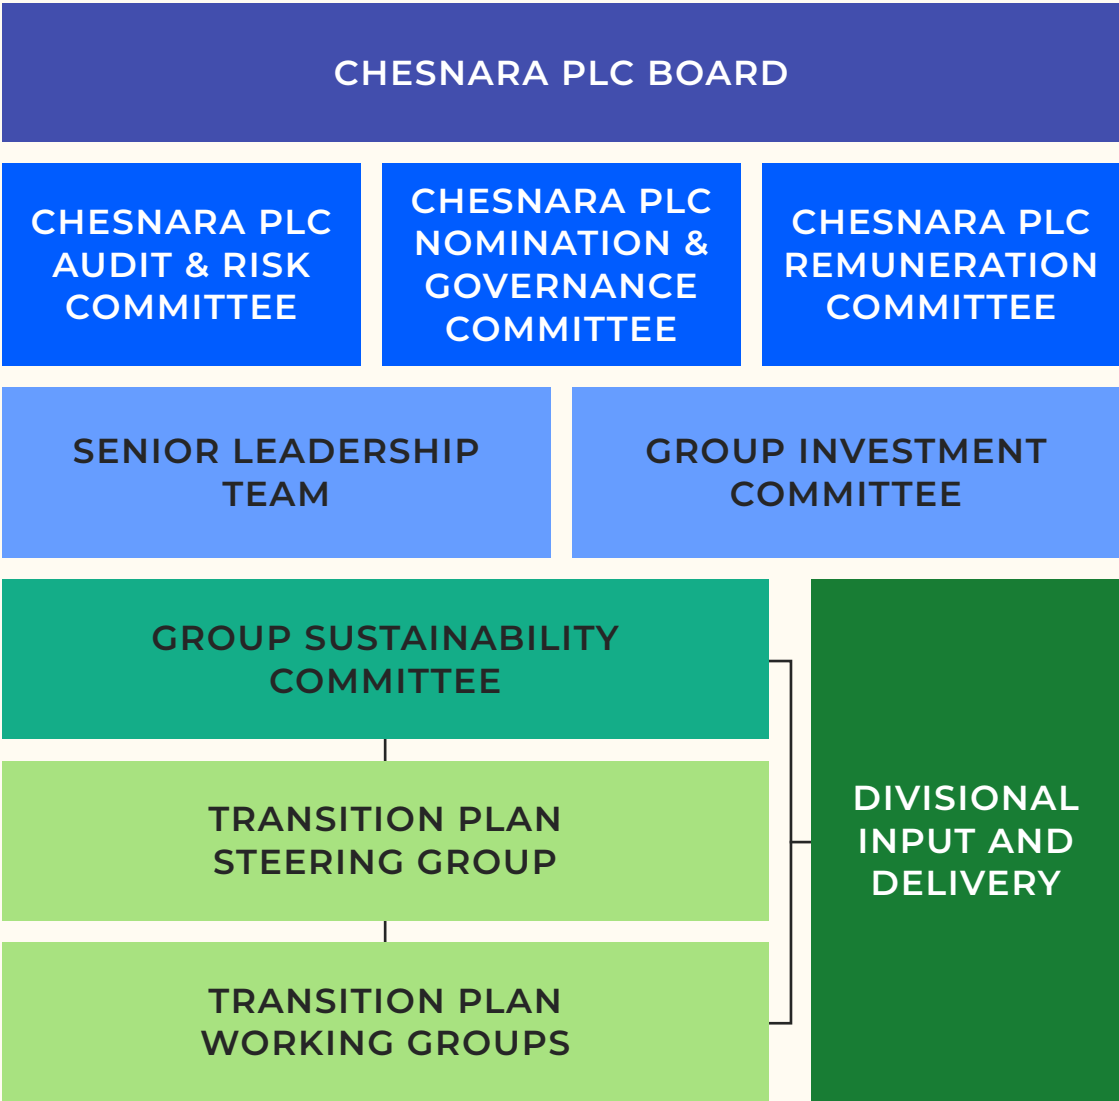 CHESNARA PLC BOARD
CHESNARA PLC
AUDIT & RISK
COMMITTEE
CHESNARA PLC
NOMINATION &
GOVERNANCE
COMMITTEE
CHESNARA PLC
REMUNERATION
COMMITTEE
SENIOR LEADERSHIP
TEAM
GROUP INVESTMENT
COMMITTEE
GROUP SUSTAINABILITY
COMMITTEE
TRANSITION PLAN
STEERING GROUP
TRANSITION PLAN
WORKING GROUPS
DIVISIONAL
INPUT AND
DELIVERY